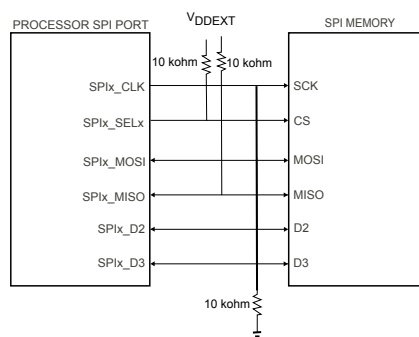 VDDEXT
PROCESSOR SPI PORT
SPI MEMORY
10 kohm 10 kohm
SPIx_CLK SCK
SPIx_SELx CS
SPIx_MOSI MOSI
SPIx_MISO MISO
SPIx_D2 D2
SPIx_D3 D3
10 kohm